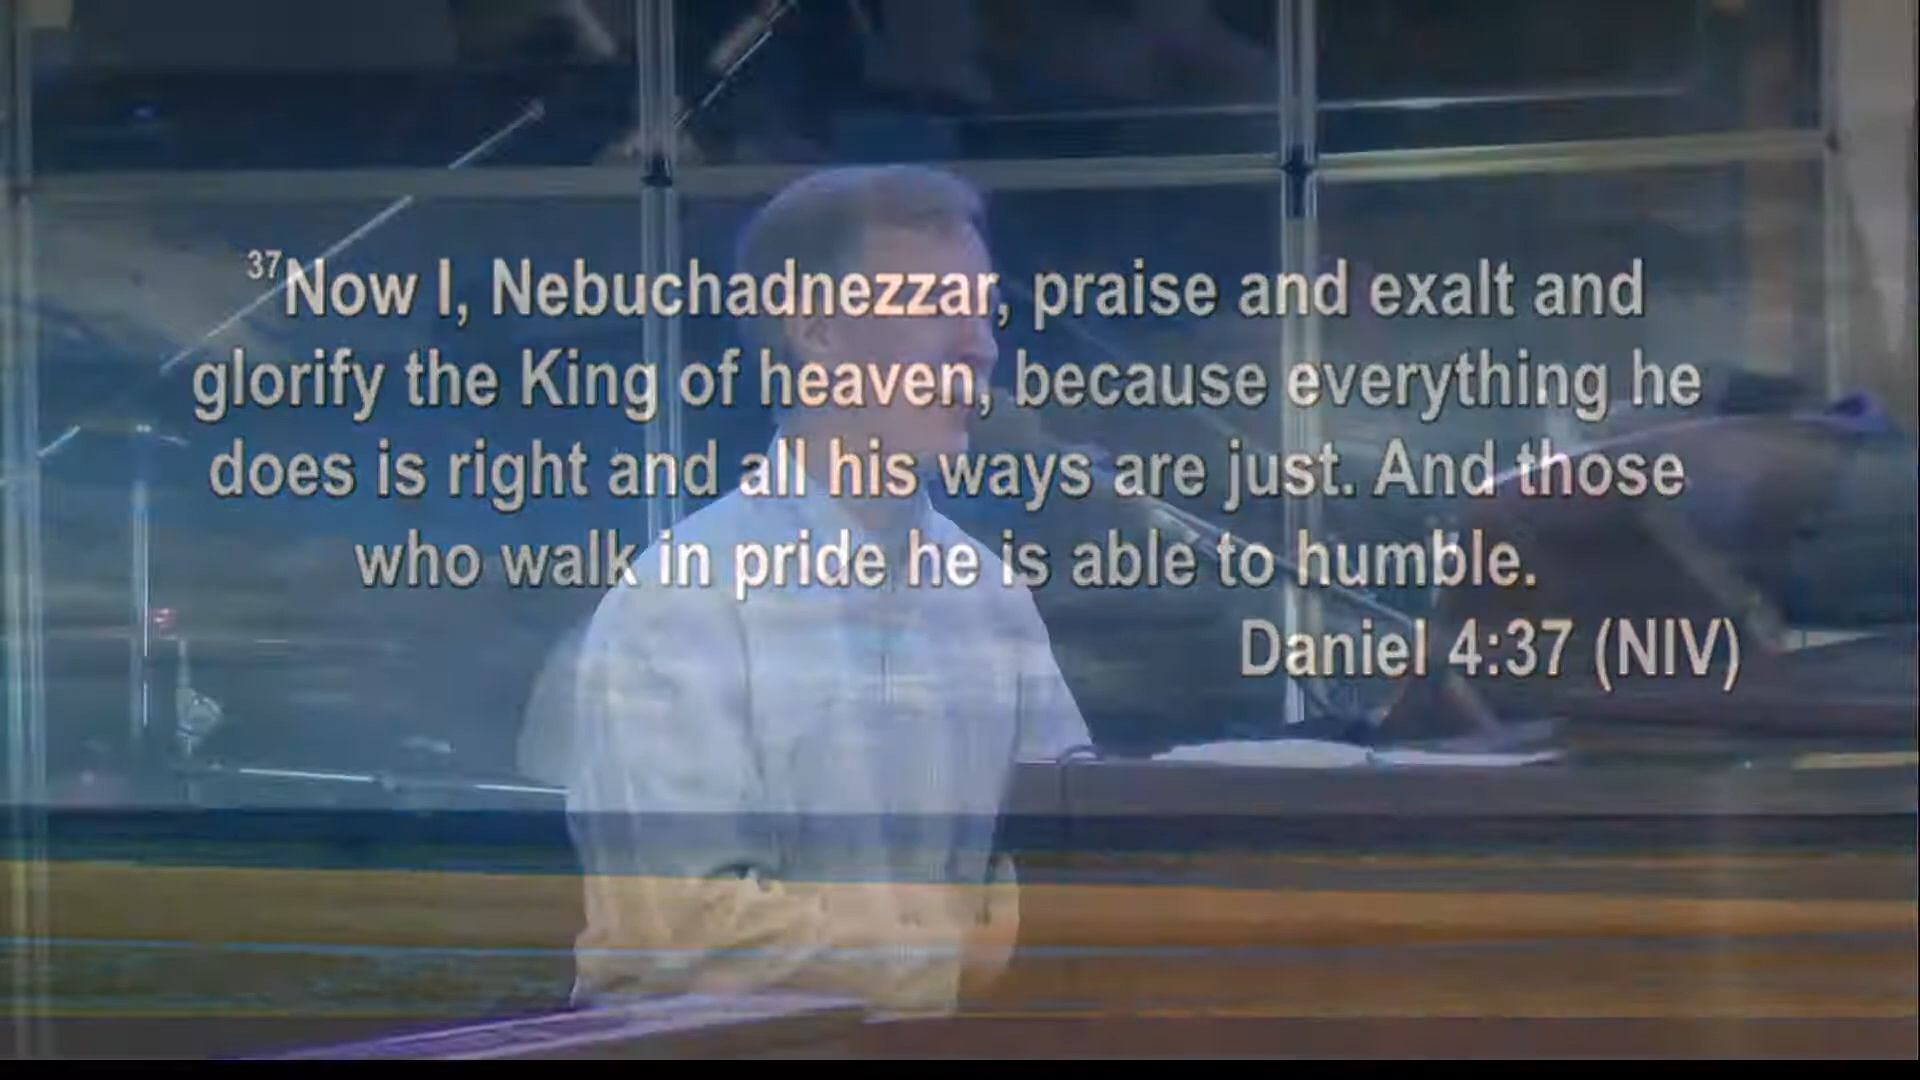 37Now I, Nebuchadnezzar, praise and exalt and
glorify the King of heaven, because everything he
does is right and all his ways are just. And those
who walk in pride he is able to humble.
Daniel 4:37 (NIV)